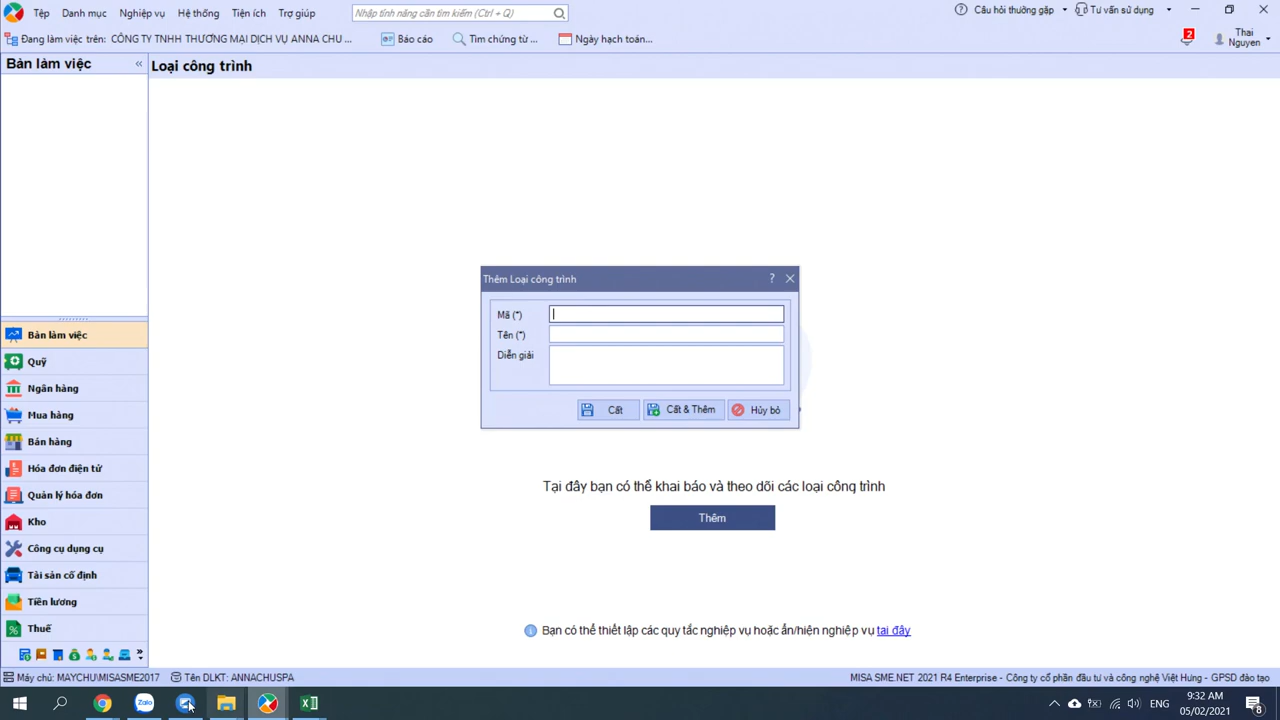 Tệp Danh mục Nghiệp vụ Hệ thống Tiện ích Trợ giúp Nhập tính năng cần tìm kiếm (Ctrl + Q) Câu hỏi thường gặp Tư vấn sử dụng
Đang làm việc trên: CÔNG TY TNHH THƯƠNG MẠI DỊCH VỤ ANNA CHU ... Báo cáo Tìm chứng từ ... Ngày hạch toán... 2 Thai Nguyen
Bàn làm việc « Loại công trình
Thêm Loại công trình ?
Mã (*)
Tên (*)
Diễn giải
Cất Cất & Thêm Hủy bỏ
Tại đây bạn có thể khai báo và theo dõi các loại công trình
Thêm
Bạn có thể thiết lập các quy tắc nghiệp vụ hoặc ẩn/hiện nghiệp vụ tại đây
Bàn làm việc
Quỹ
Ngân hàng
Mua hàng
Bán hàng
Hóa đơn điện tử
Quản lý hóa đơn
Kho
Công cụ dụng cụ
Tài sản cố định
Tiền lương
Thuế
Máy chủ: MAYCHU\MISASME2017 Tên DLKT: ANNACHUSPA MISA SME.NET 2021 R4 Enterprise - Công ty cổ phần đầu tư và công nghệ Việt Hưng - GPSD đào tạo
Zalo ENG 9:32 AM
05/02/2021 8